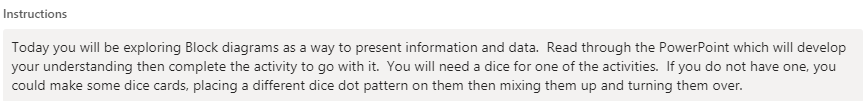 Instructions
Today you will be exploring Block diagrams as a way to present information and data.  Read through the PowerPoint which will develop
your understanding then complete the activity to go with it.  You will need a dice for one of the activities.  If you do not have one, you
could make some dice cards, placing a different dice dot pattern on them then mixing them up and turning them over.